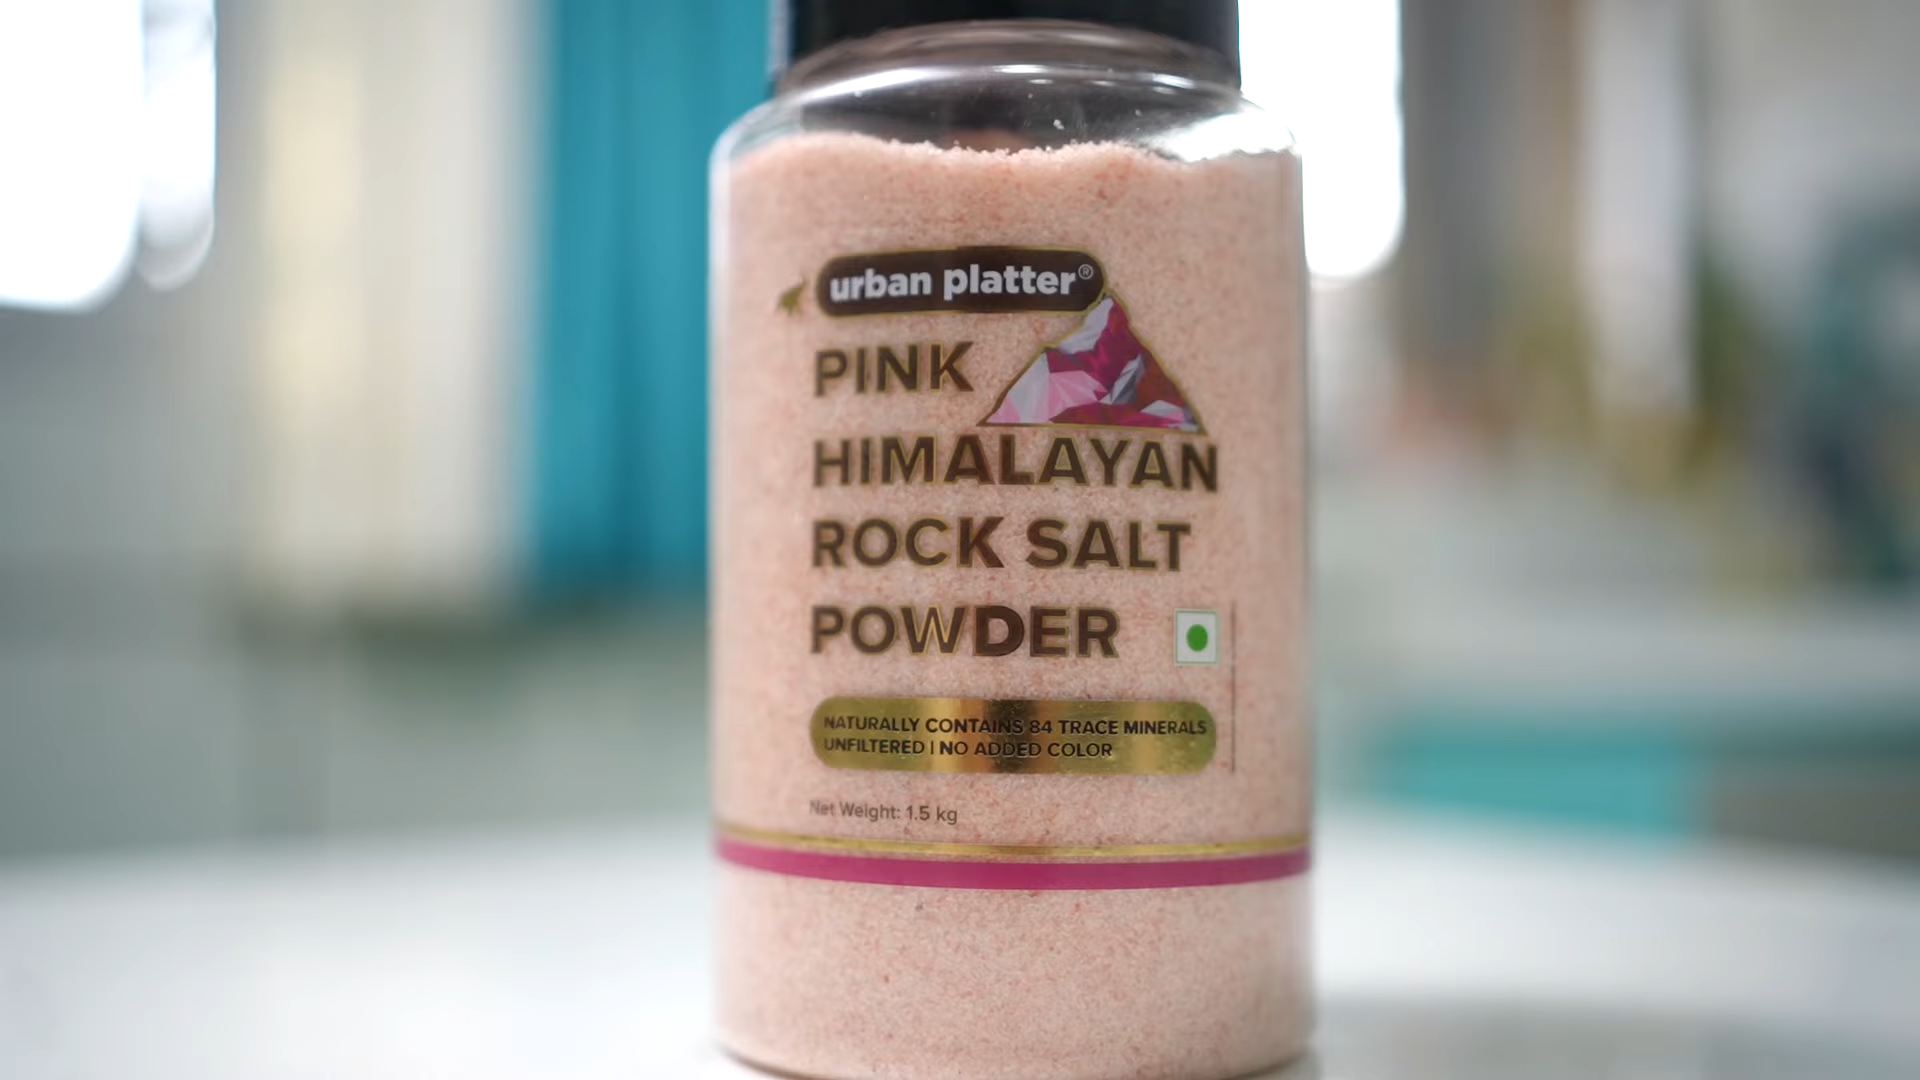 urban platter®
PINK
HIMALAYAN
ROCK SALT
POWDER
NATURALLY CONTAINS 84 TRACE MINERALS
UNFILTERED | NO ADDED COLOR
Net Weight: 1.5 kg